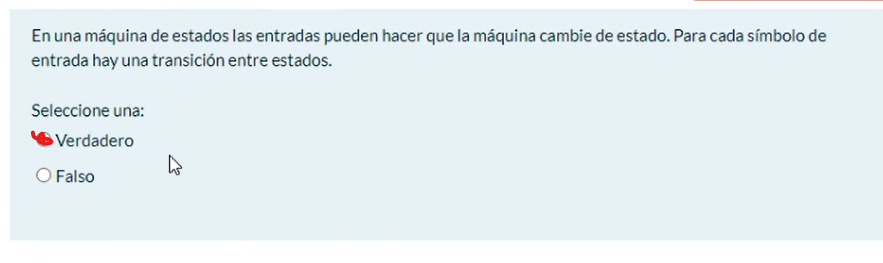 En una máquina de estados las entradas pueden hacer que la máquina cambie de estado. Para cada símbolo de
entrada hay una transición entre estados.
Seleccione una:
Verdadero
Falso